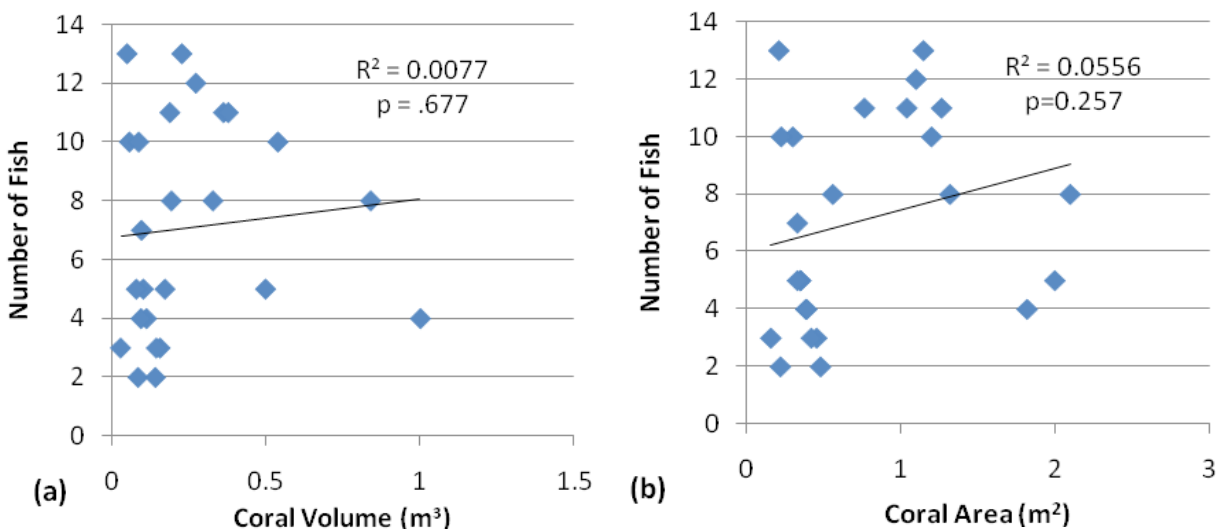 14
12
10
8
6
4
2
0
Number of Fish
R² = 0.0077
p = .677
0
0.5
1
1.5
(a)
Coral Volume (m³)
14
12
10
8
6
4
2
0
Number of Fish
R² = 0.0556
p=0.257
0
1
2
3
(b)
Coral Area (m²)